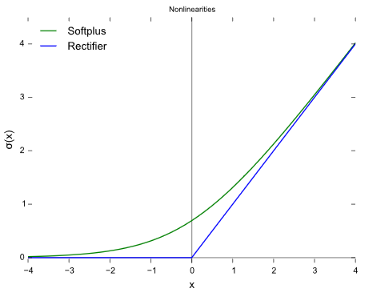 Nonlinearities
Softplus
Rectifier
σ(x)
4
3
2
1
0
−4 −3 −2 −1 0 1 2 3 4
x